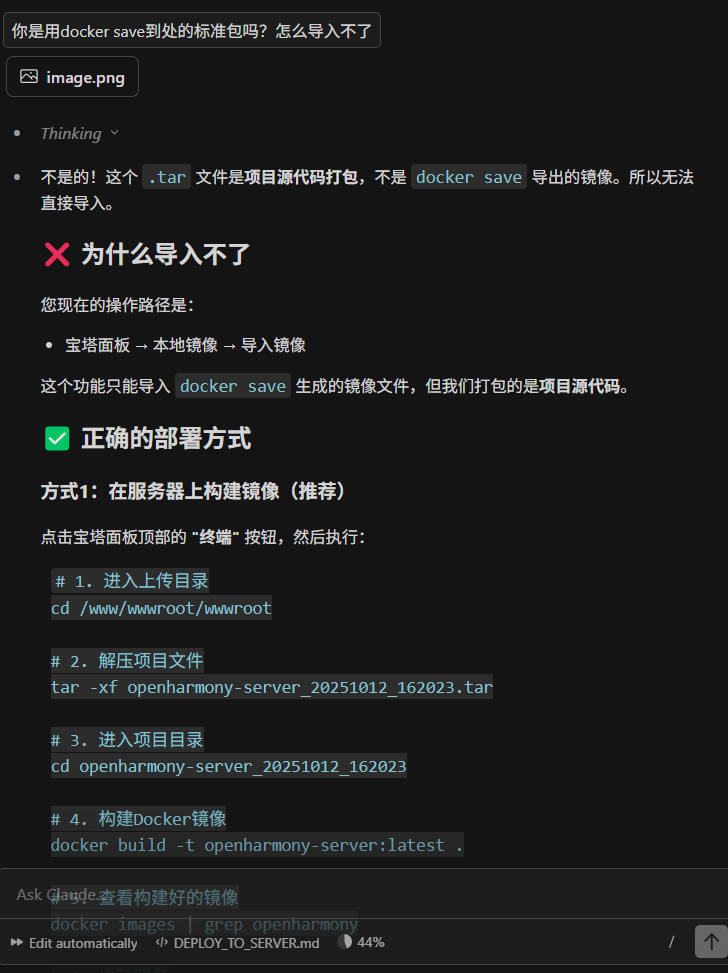 你是用docker save到处的标准包吗？怎么导入不了
image.png
Thinking
不是的！这个 .tar 文件是项目源代码打包，不是 docker save 导出的镜像。所以无法
直接导入。
❌ 为什么导入不了
您现在的操作路径是：
• 宝塔面板 → 本地镜像 → 导入镜像
这个功能只能导入 docker save 生成的镜像文件，但我们打包的是项目源代码。
✅ 正确的部署方式
方式1：在服务器上构建镜像（推荐）
点击宝塔面板顶部的 "终端" 按钮，然后执行：
# 1. 进入上传目录
cd /www/wwwroot/wwwroot
# 2. 解压项目文件
tar -xf openharmony-server_20251012_162023.tar
# 3. 进入项目目录
cd openharmony-server_20251012_162023
# 4. 构建Docker镜像
docker build -t openharmony-server:latest .
Ask Claude...
# 5. 查看构建好的镜像
docker images | grep openharmony
Edit automatically </> DEPLOY_TO_SERVER.md 44% /